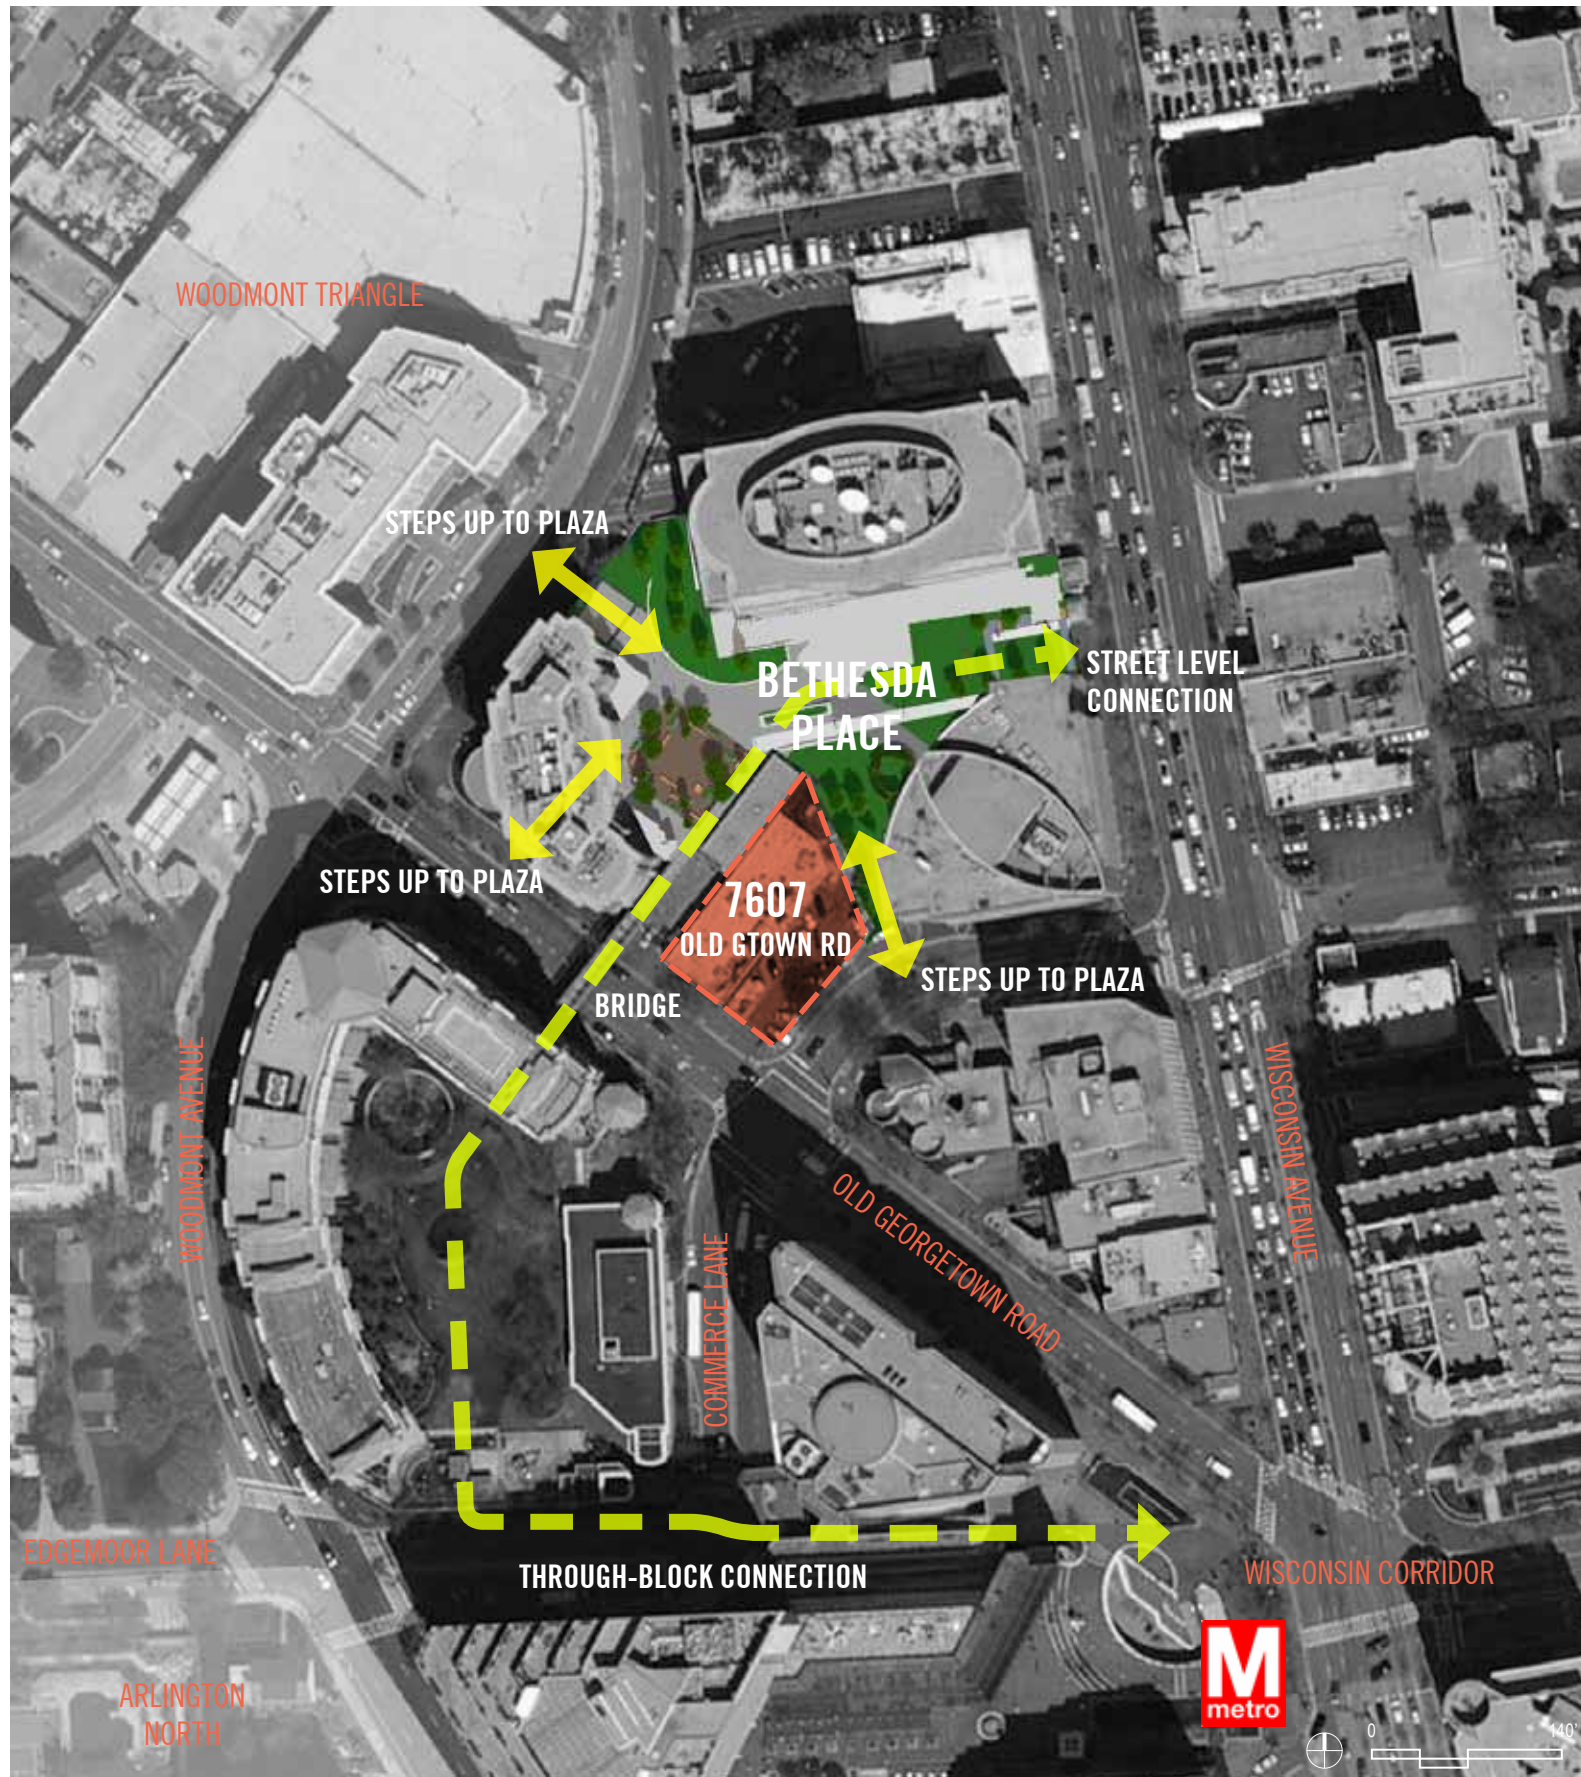 WOODMONT TRIANGLE
STEPS UP TO PLAZA
BETHESDA
PLACE
STREET LEVEL
CONNECTION
STEPS UP TO PLAZA
7607
OLD GTOWN RD
STEPS UP TO PLAZA
BRIDGE
WOODMONT AVENUE
WISCONSIN AVENUE
OLD GEORGETOWN ROAD
COMMERCE LANE
EDGEMOOR LANE
THROUGH-BLOCK CONNECTION
WISCONSIN CORRIDOR
ARLINGTON
NORTH
M
metro
0
140'